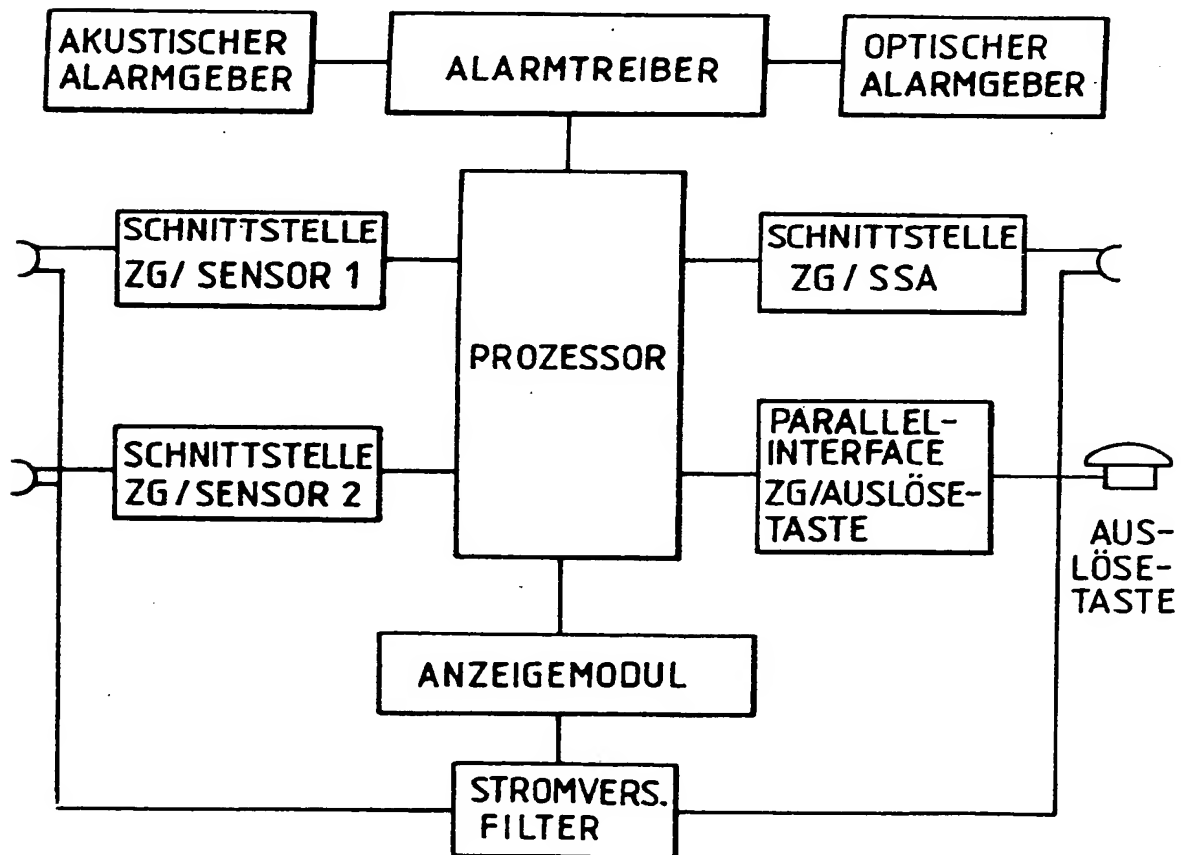 AKUSTISCHER
ALARMGEBER
ALARMTREIBER
OPTISCHER
ALARMGEBER
SCHNITTSTELLE
ZG/ SENSOR 1
SCHNITTSTELLE
ZG / SSA
PROZESSOR
SCHNITTSTELLE
ZG/SENSOR 2
PARALLEL-
INTERFACE
ZG/AUSLÖSE-
TASTE
AUS-
LÖSE-
TASTE
ANZEIGEMODUL
STROMVERS.
FILTER